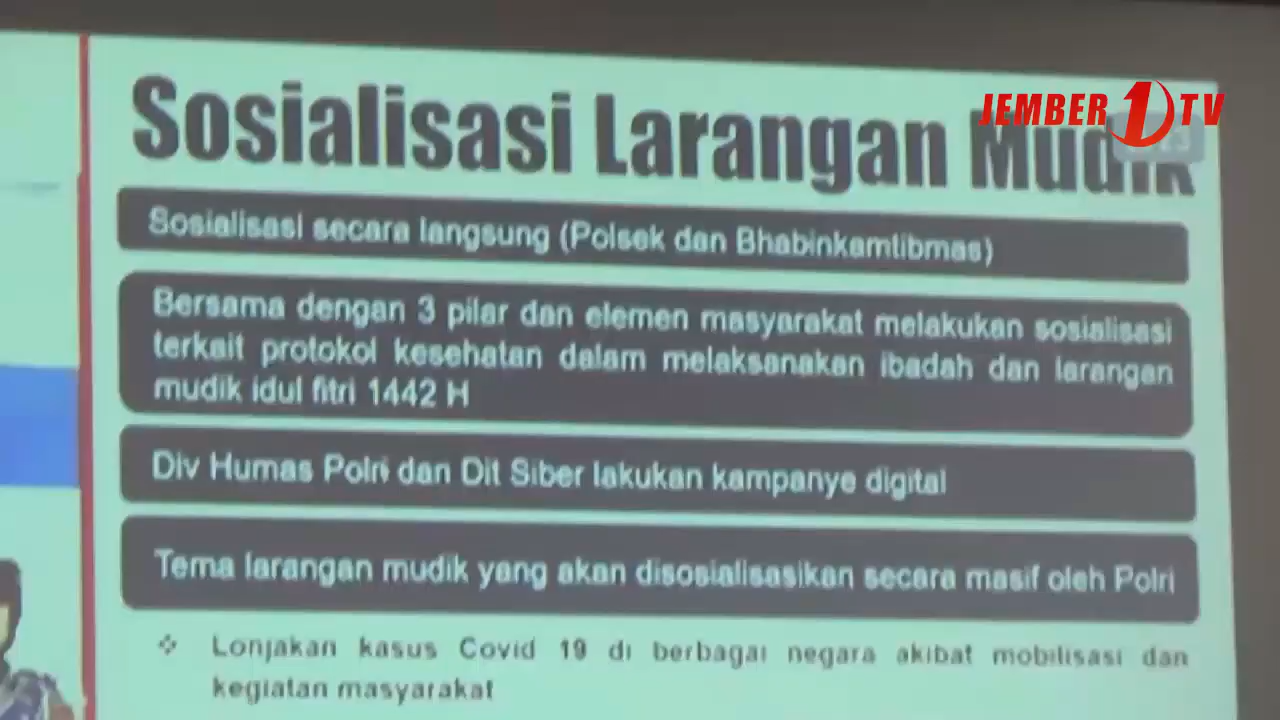 JEMBER 1 TV
Sosialisasi Larangan Mudik
Sosialisasi secara langsung (Polsek dan Bhabinkamtibmas)
Bersama dengan 3 pilar dan elemen masyarakat melakukan sosialisasi
terkait protokol kesehatan dalam melaksanakan ibadah dan larangan
mudik idul fitri 1442 H
Div Humas Polri dan Dit Siber lakukan kampanye digital
Tema larangan mudik yang akan disosialisasikan secara masif oleh Polri
❖ Lonjakan kasus Covid 19 di berbagai negara akibat mobilisasi dan
kegiatan masyarakat